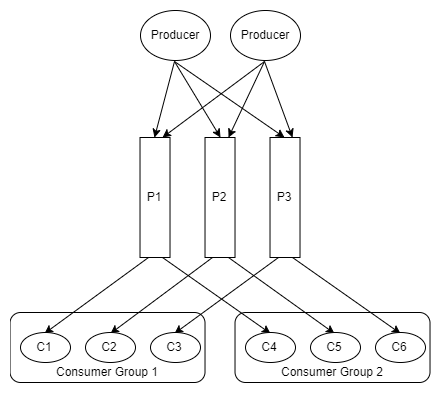 Producer Producer
P1 P2 P3
C1 C2 C3 C4 C5 C6
Consumer Group 1 Consumer Group 2